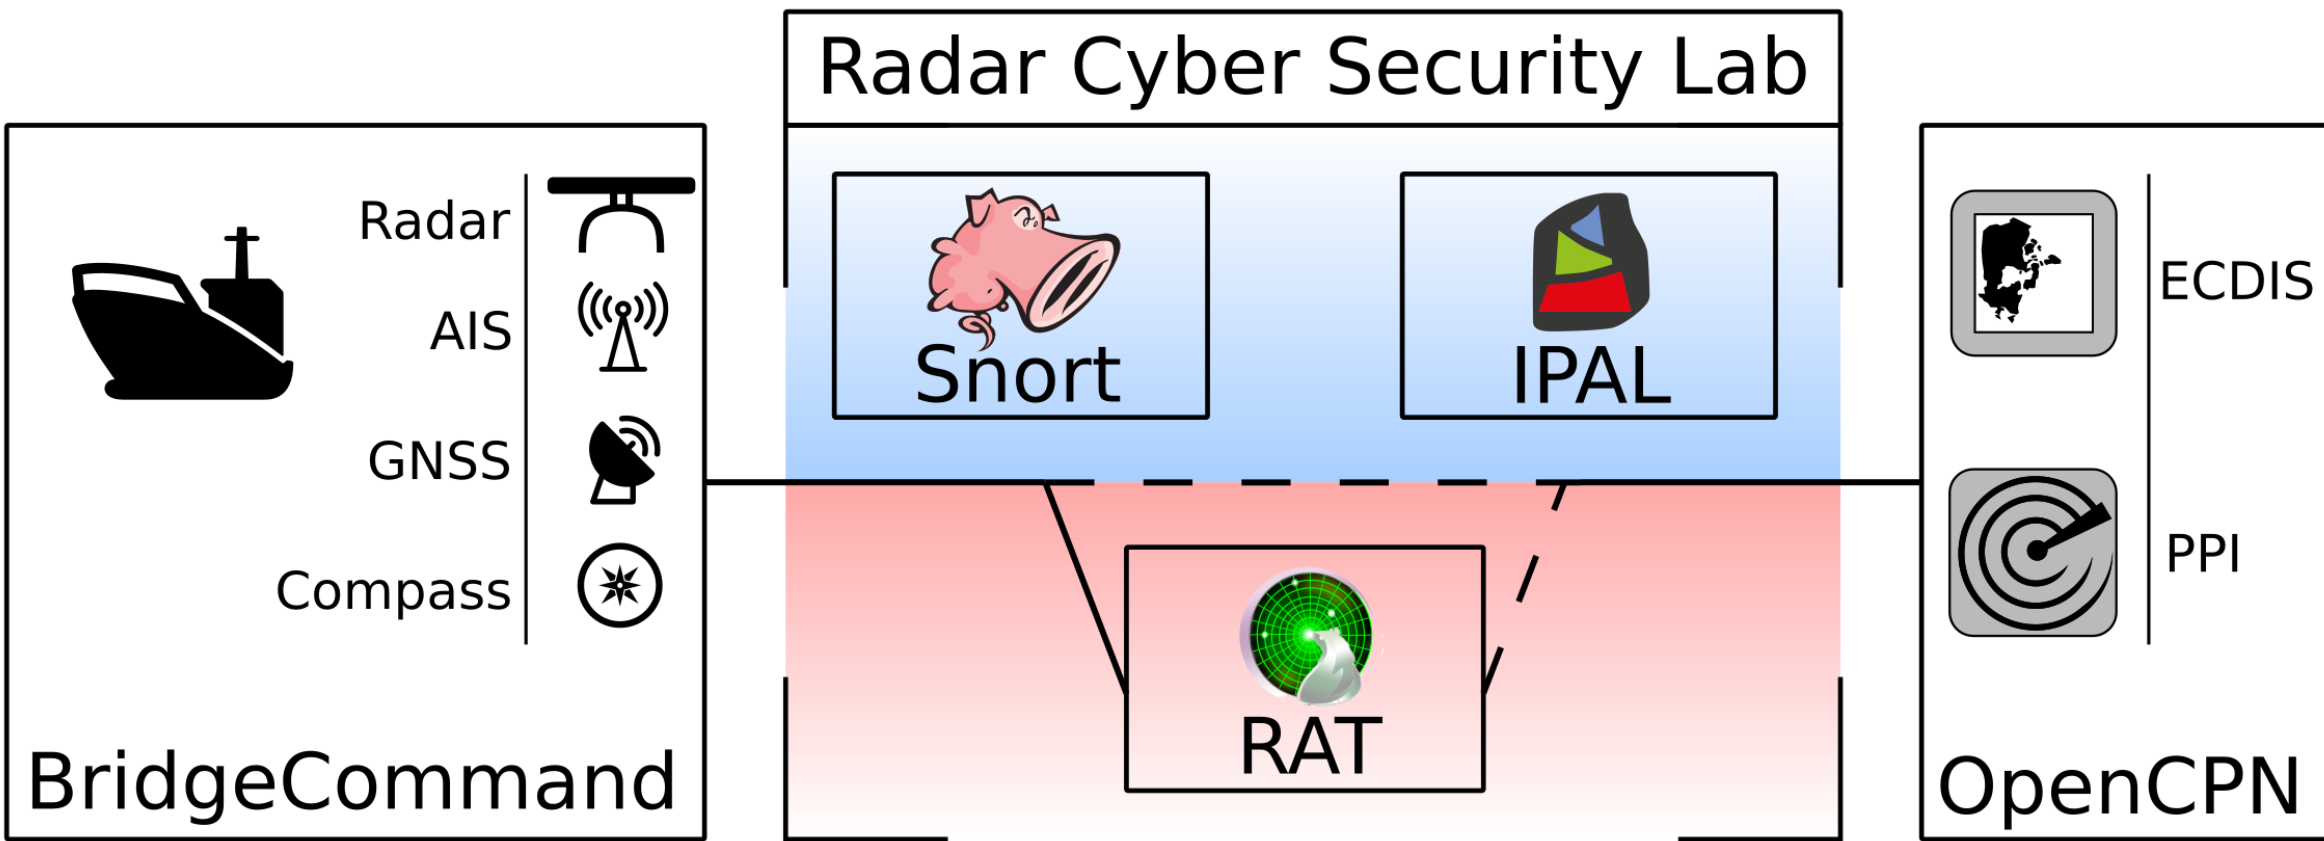 Radar Cyber Security Lab
Radar
AIS
GNSS
Compass
BridgeCommand
Snort
IPAL
RAT
ECDIS
PPI
OpenCPN